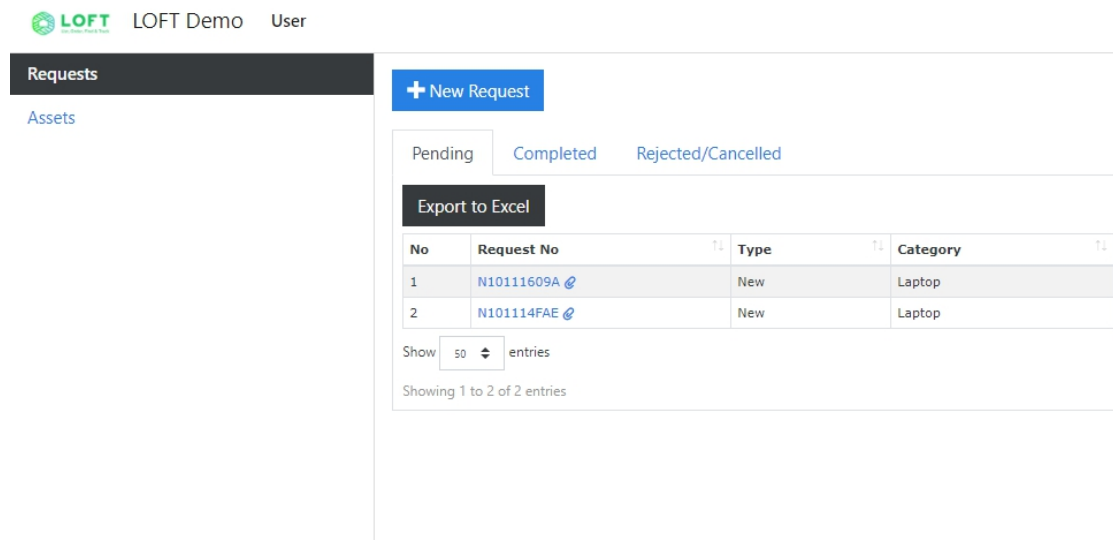 LOFT LOFT Demo User
Requests
Assets
New Request
Pending Completed Rejected/Cancelled
Export to Excel
No Request No Type Category
1 N10111609A New Laptop
2 N101114FAE New Laptop
Show 50 entries
Showing 1 to 2 of 2 entries